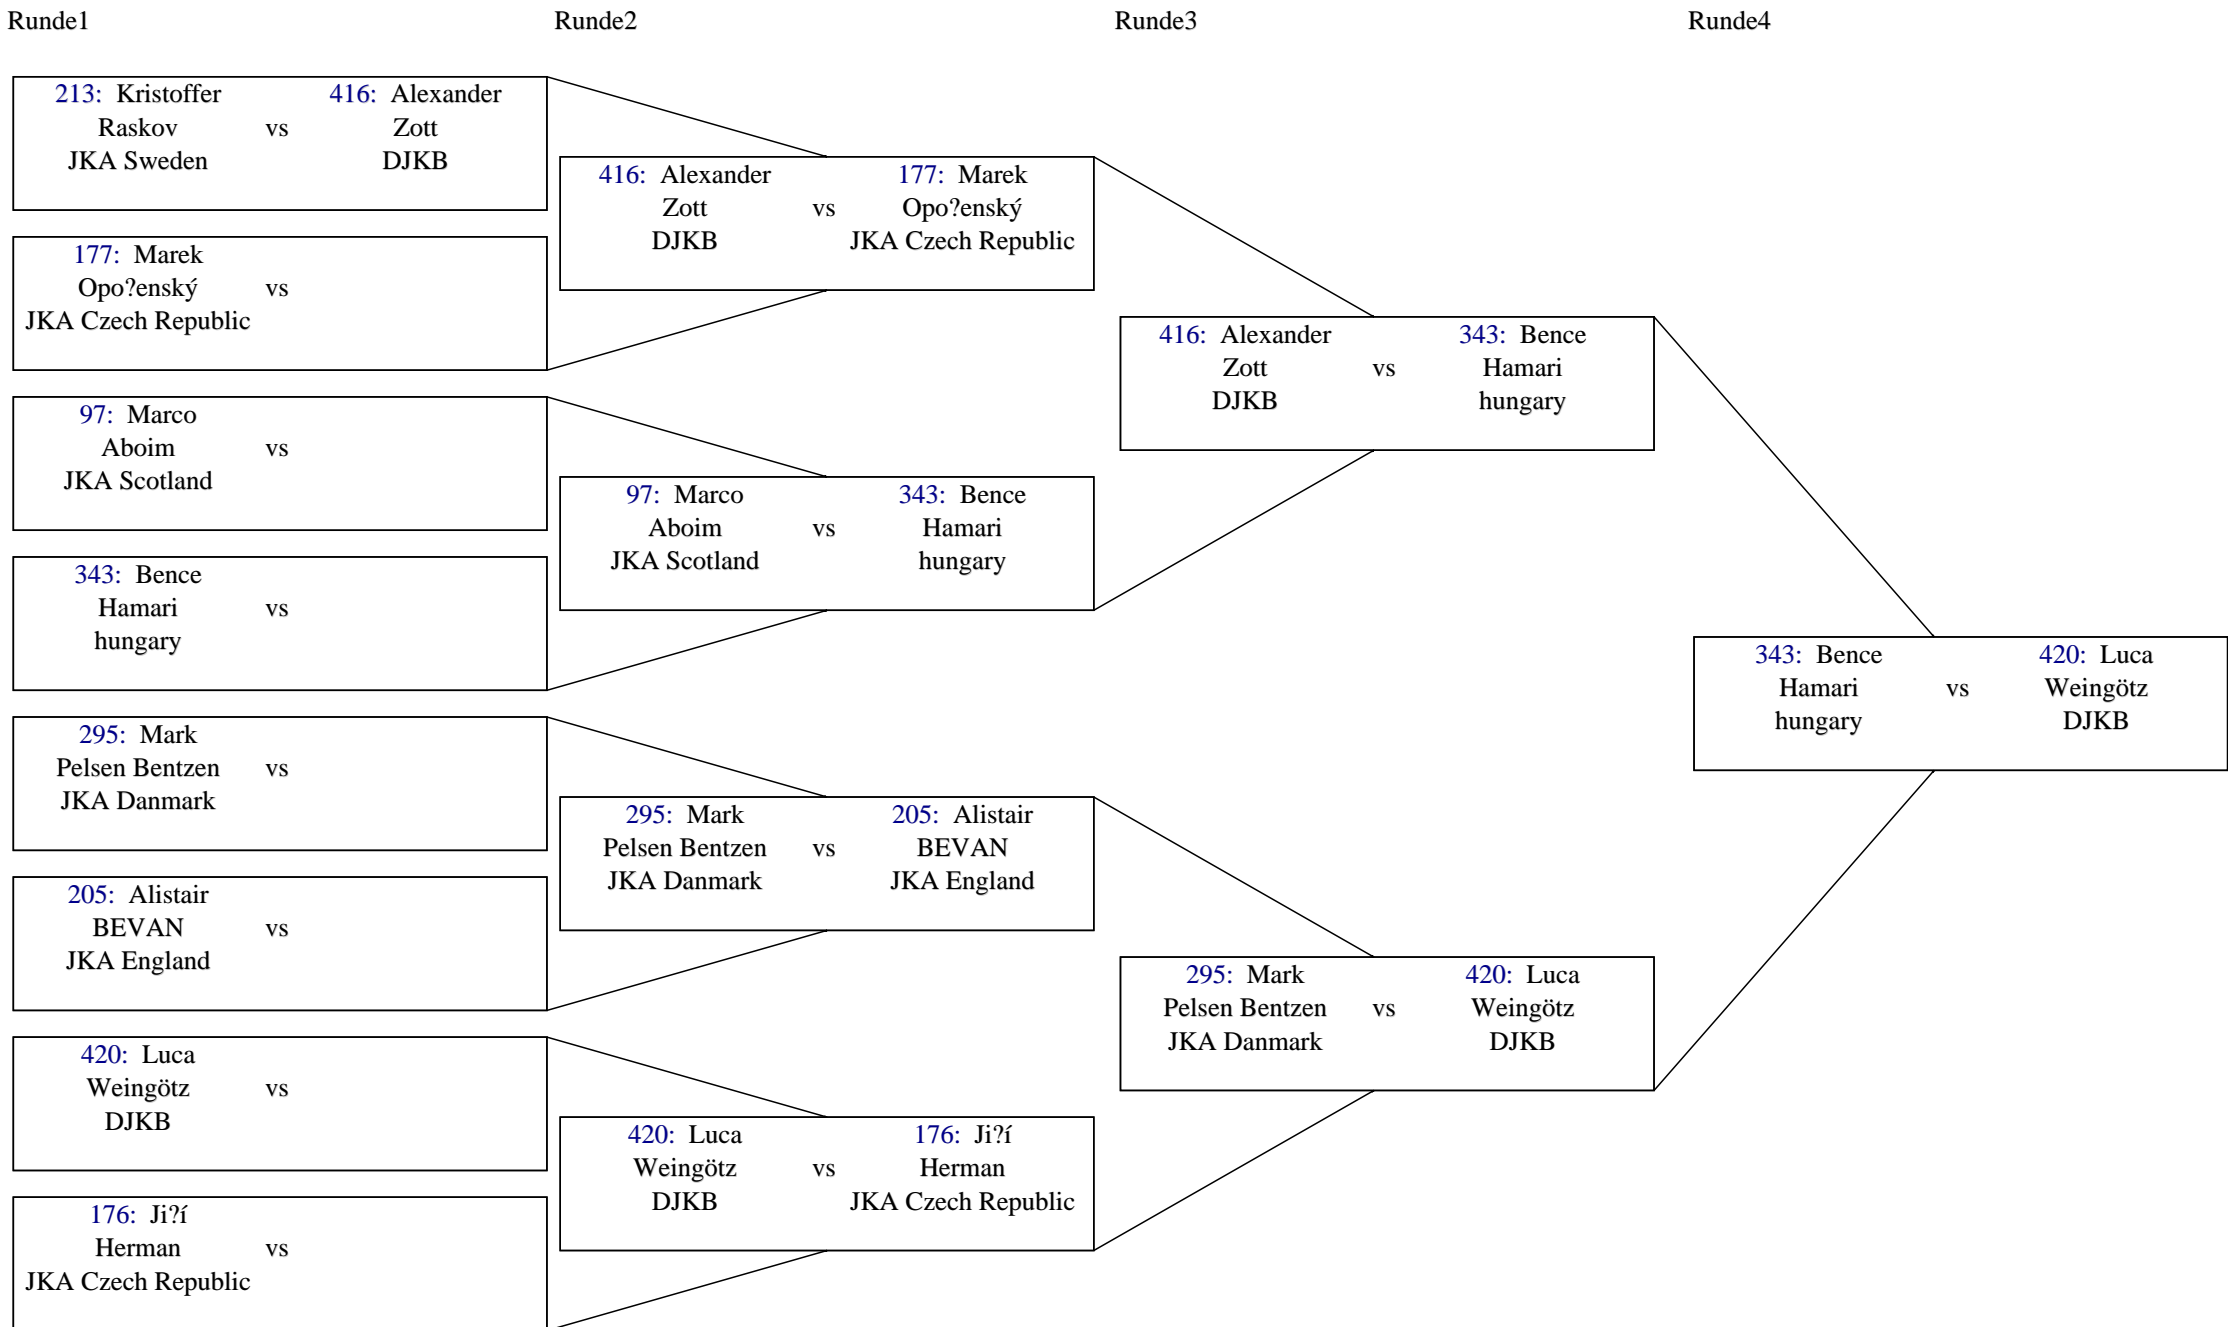 Runde1 Runde2 Runde3 Runde4
213: Kristoffer 416: Alexander
Raskov vs Zott
JKA Sweden DJKB
177: Marek
Opo?enský vs
JKA Czech Republic
97: Marco
Aboim vs
JKA Scotland
343: Bence
Hamari vs
hungary
295: Mark
Pelsen Bentzen vs
JKA Danmark
205: Alistair
BEVAN vs
JKA England
420: Luca
Weingötz vs
DJKB
176: Ji?í
Herman vs
JKA Czech Republic
416: Alexander 177: Marek
Zott vs Opo?enský
DJKB JKA Czech Republic
97: Marco 343: Bence
Aboim vs Hamari
JKA Scotland hungary
295: Mark 205: Alistair
Pelsen Bentzen vs BEVAN
JKA Danmark JKA England
420: Luca 176: Ji?í
Weingötz vs Herman
DJKB JKA Czech Republic
416: Alexander 343: Bence
Zott vs Hamari
DJKB hungary
295: Mark 420: Luca
Pelsen Bentzen vs Weingötz
JKA Danmark DJKB
343: Bence 420: Luca
Hamari vs Weingötz
hungary DJKB